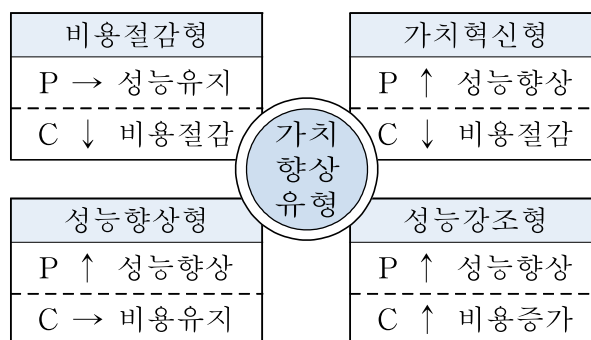 비용절감형
P → 성능유지
C ↓ 비용절감
가치혁신형
P ↑ 성능향상
C ↓ 비용절감
가치
향상
유형
성능향상형
P ↑ 성능향상
C → 비용유지
성능강조형
P ↑ 성능향상
C ↑ 비용증가